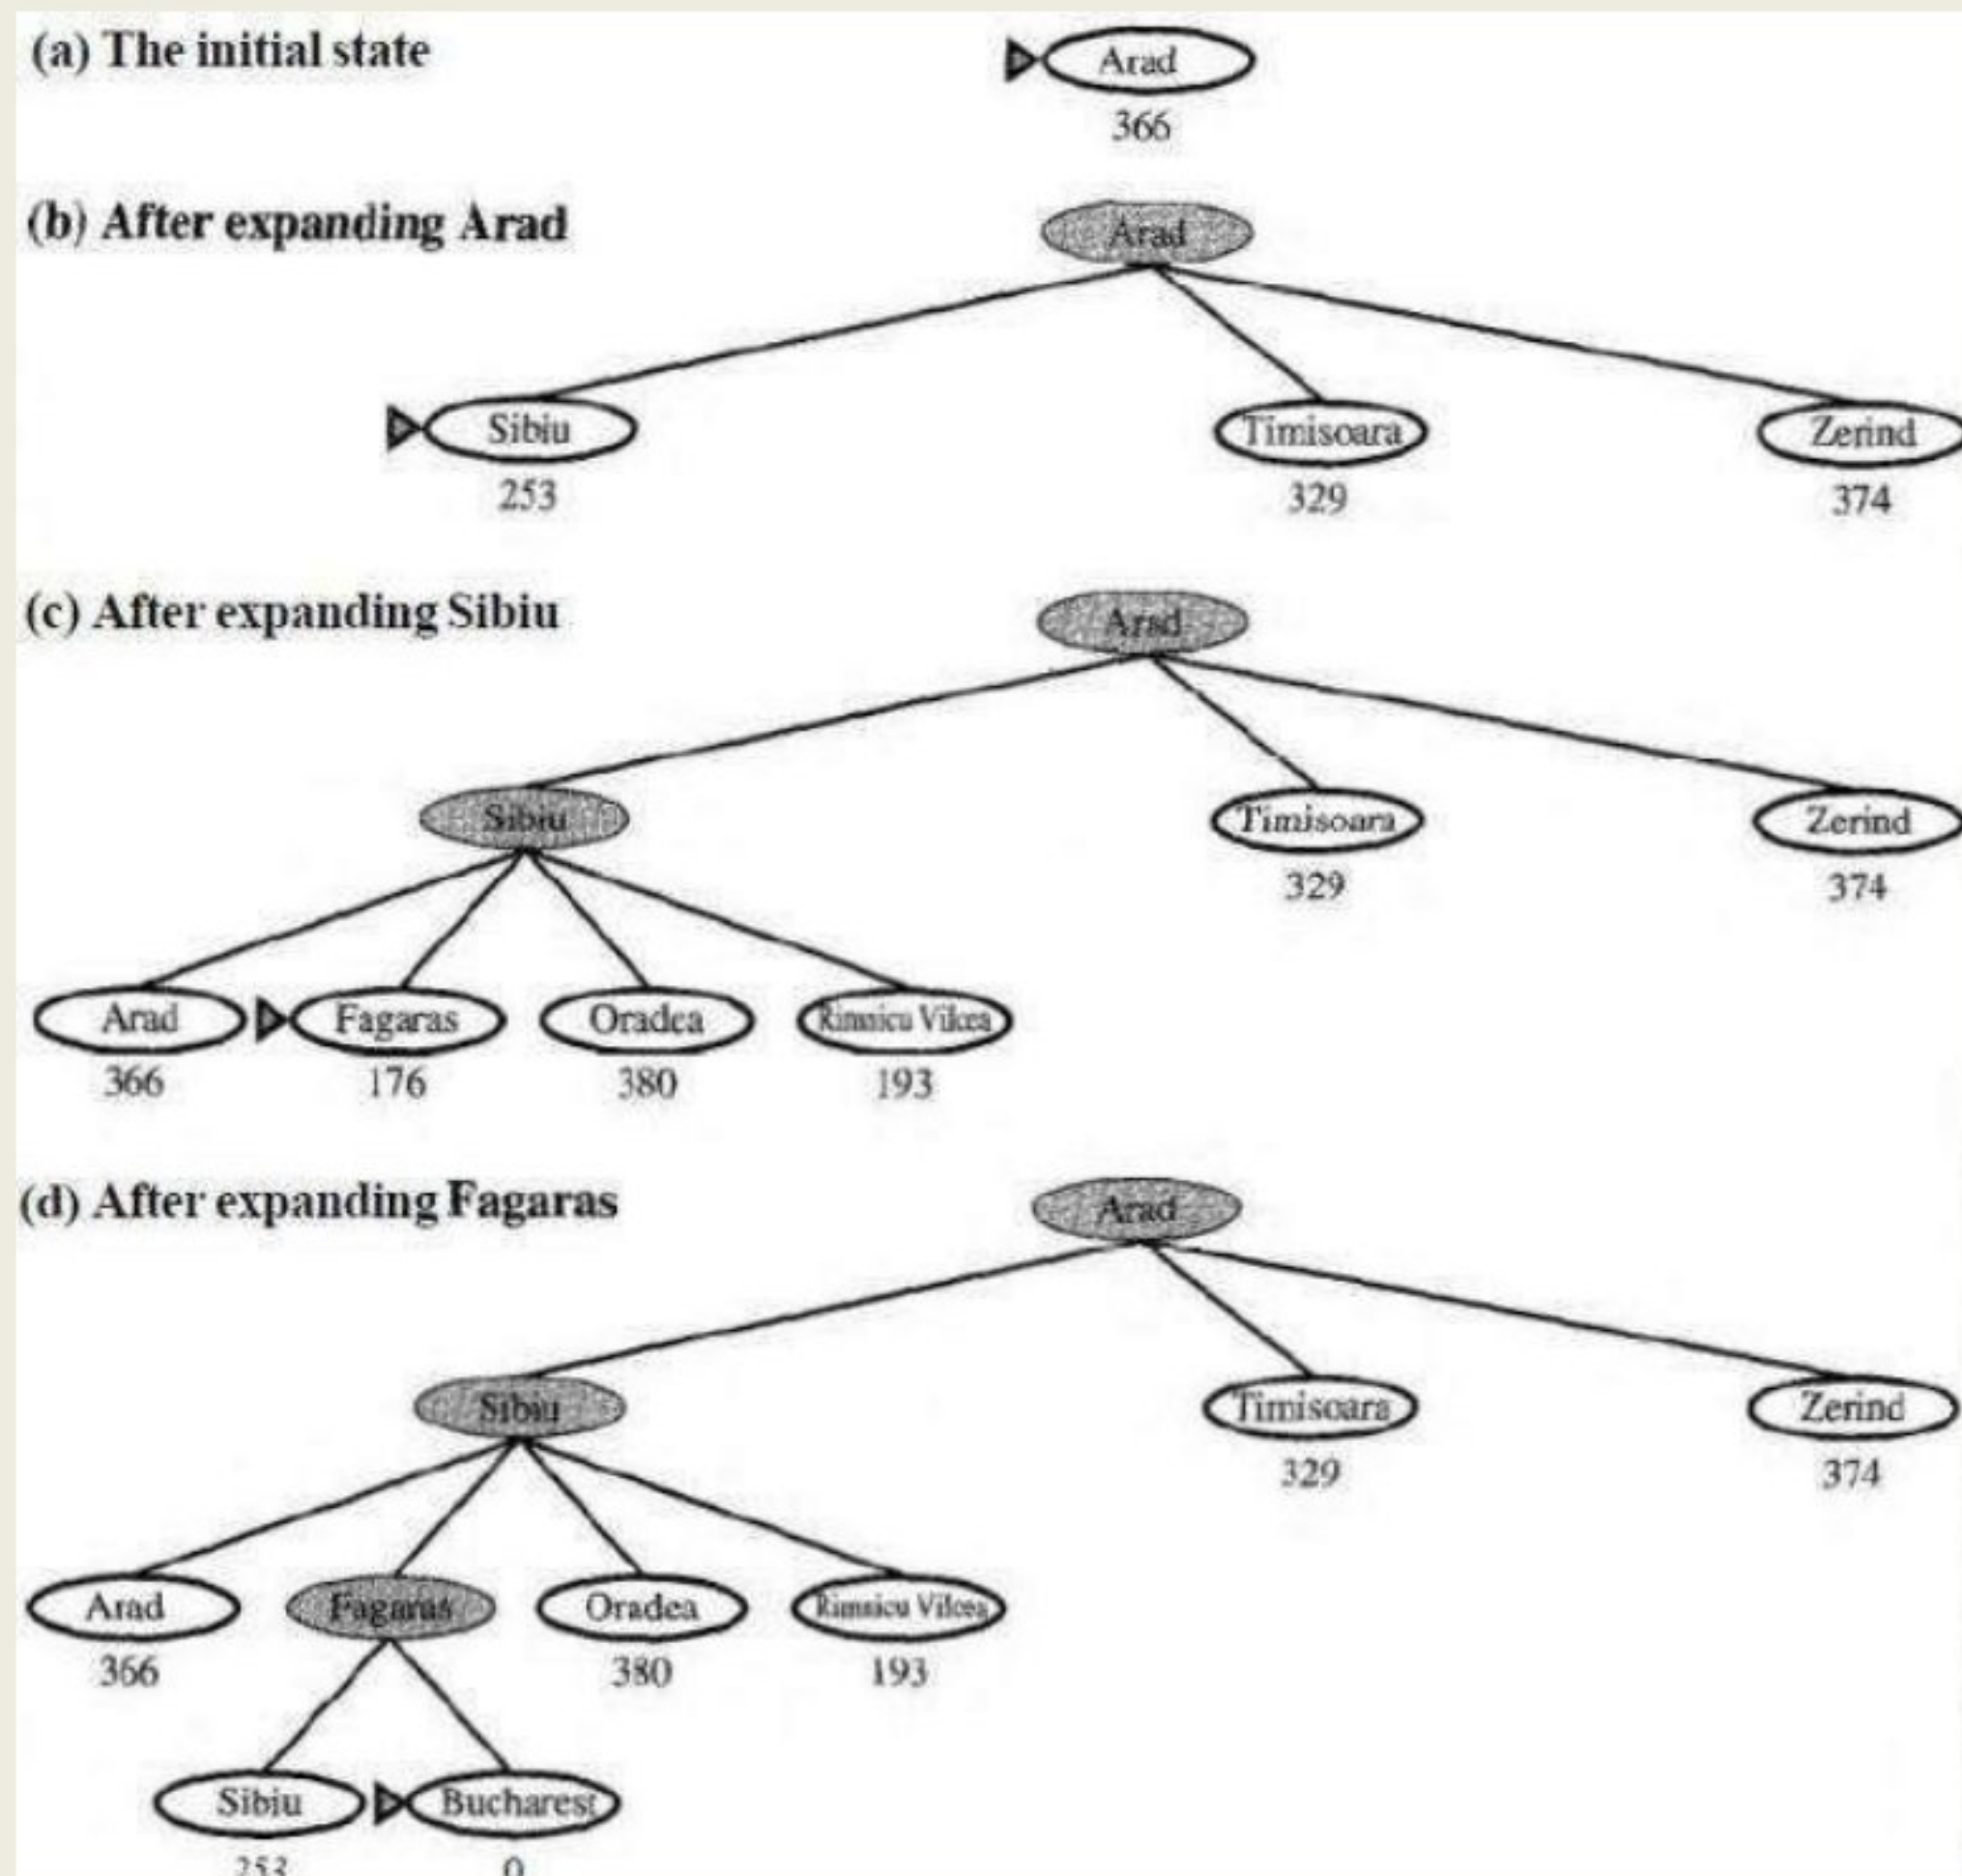 (a) The initial state
Arad
366
(b) After expanding Arad
Arad
Sibiu
Timisoara
Zerind
253
329
374
(c) After expanding Sibiu
Arad
Sibiu
Timisoara
Zerind
329
374
Arad
Fagaras
Oradea
Rimnicu Vilcea
366
176
380
193
(d) After expanding Fagaras
Arad
Sibiu
Timisoara
Zerind
329
374
Arad
Fagaras
Oradea
Rimnicu Vilcea
366
380
193
Sibiu
Bucharest
253
0